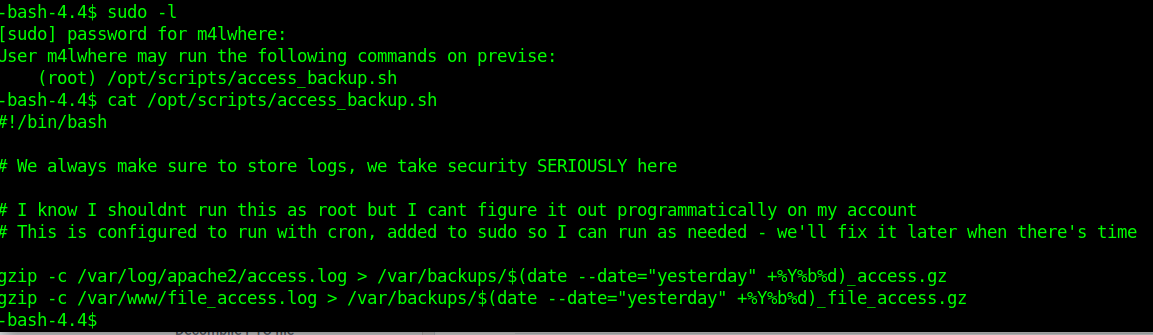 -bash-4.4$ sudo -l
[sudo] password for m4lwhere:
User m4lwhere may run the following commands on previse:
    (root) /opt/scripts/access_backup.sh
-bash-4.4$ cat /opt/scripts/access_backup.sh
#!/bin/bash

# We always make sure to store logs, we take security SERIOUSLY here

# I know I shouldnt run this as root but I cant figure it out programmatically on my account
# This is configured to run with cron, added to sudo so I can run as needed - we'll fix it later when there's time

gzip -c /var/log/apache2/access.log > /var/backups/$(date --date="yesterday" +%Y%b%d)_access.gz
gzip -c /var/www/file_access.log > /var/backups/$(date --date="yesterday" +%Y%b%d)_file_access.gz
-bash-4.4$